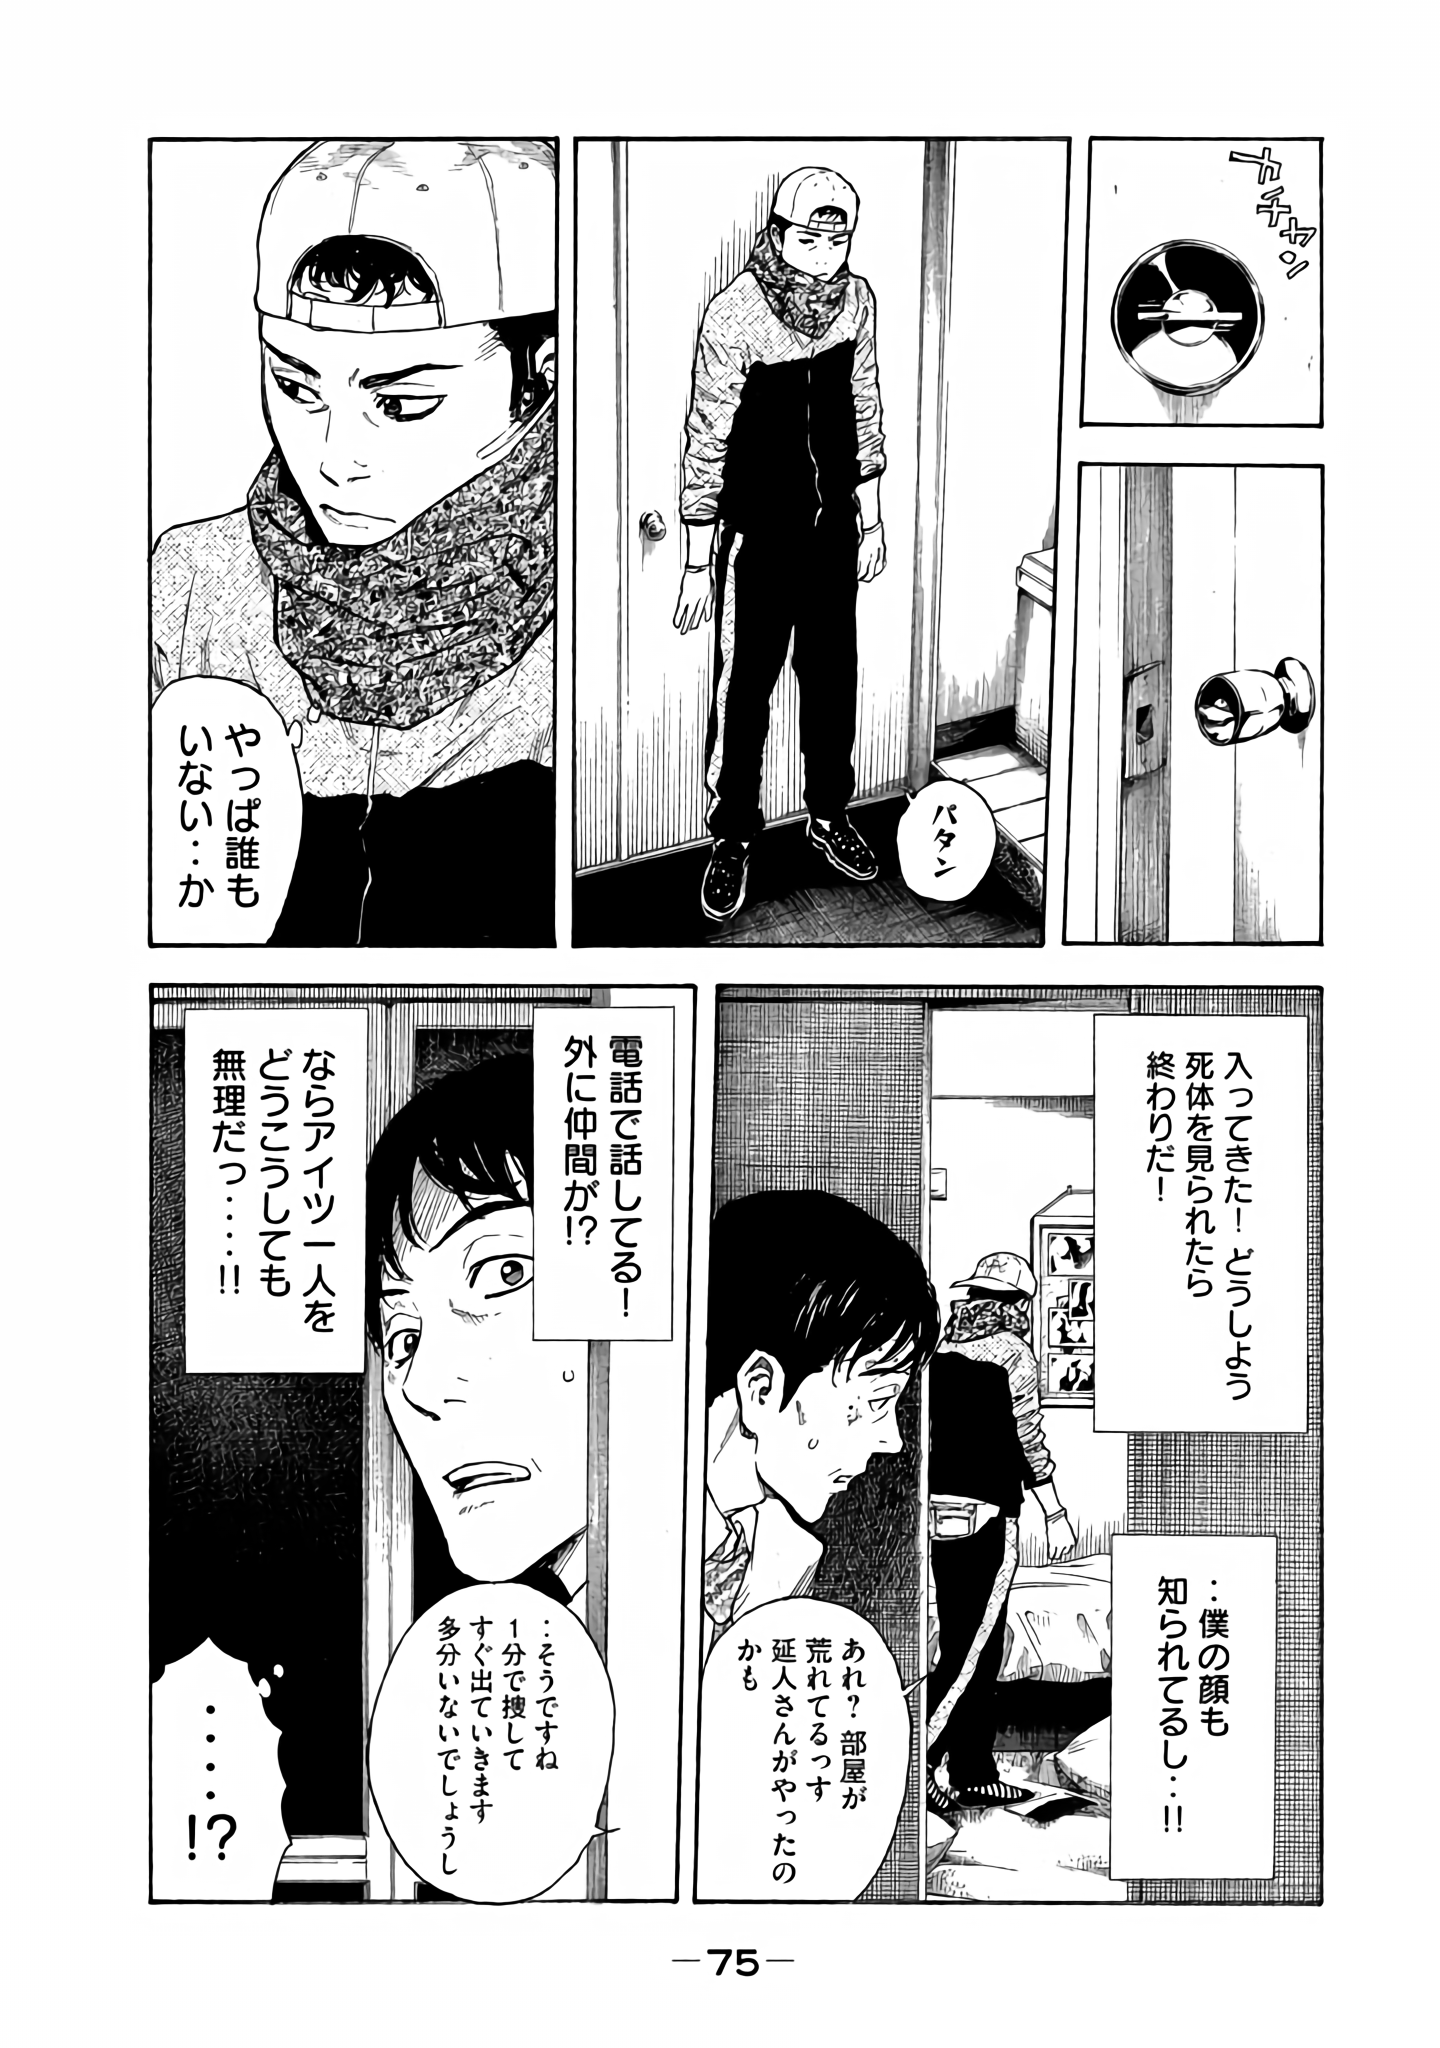 ガチャン
パタン
やっぱ誰も
いない‥か
入ってきた！どうしよう
死体を見られたら
終わりだ！
‥僕の顔も
知られてるし‥‥!!
あれ？部屋が
荒れてるっす
延人さんがやったの
かも
電話で話してる！
外に仲間が!?
ならアイツ一人を
どうこうしても
無理だっ‥‥‥!!
‥そうですね
1分で捜して
すぐ出ていきます
多分いないでしょうし
‥‥!?
―75―